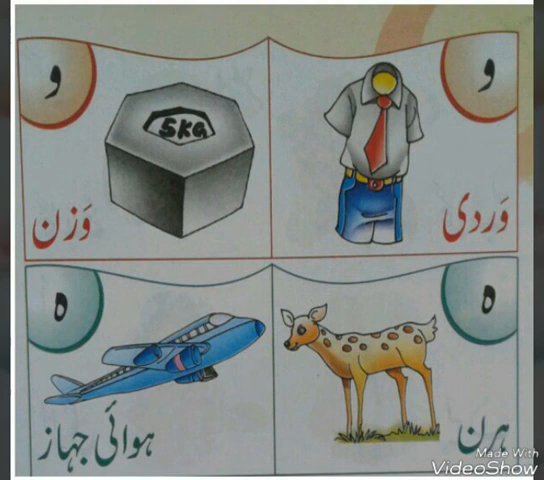 و
وَردی
و
5KG
وَزن
ہ
ہرن
ہ
ہوائی جہاز
Made With
VideoShow